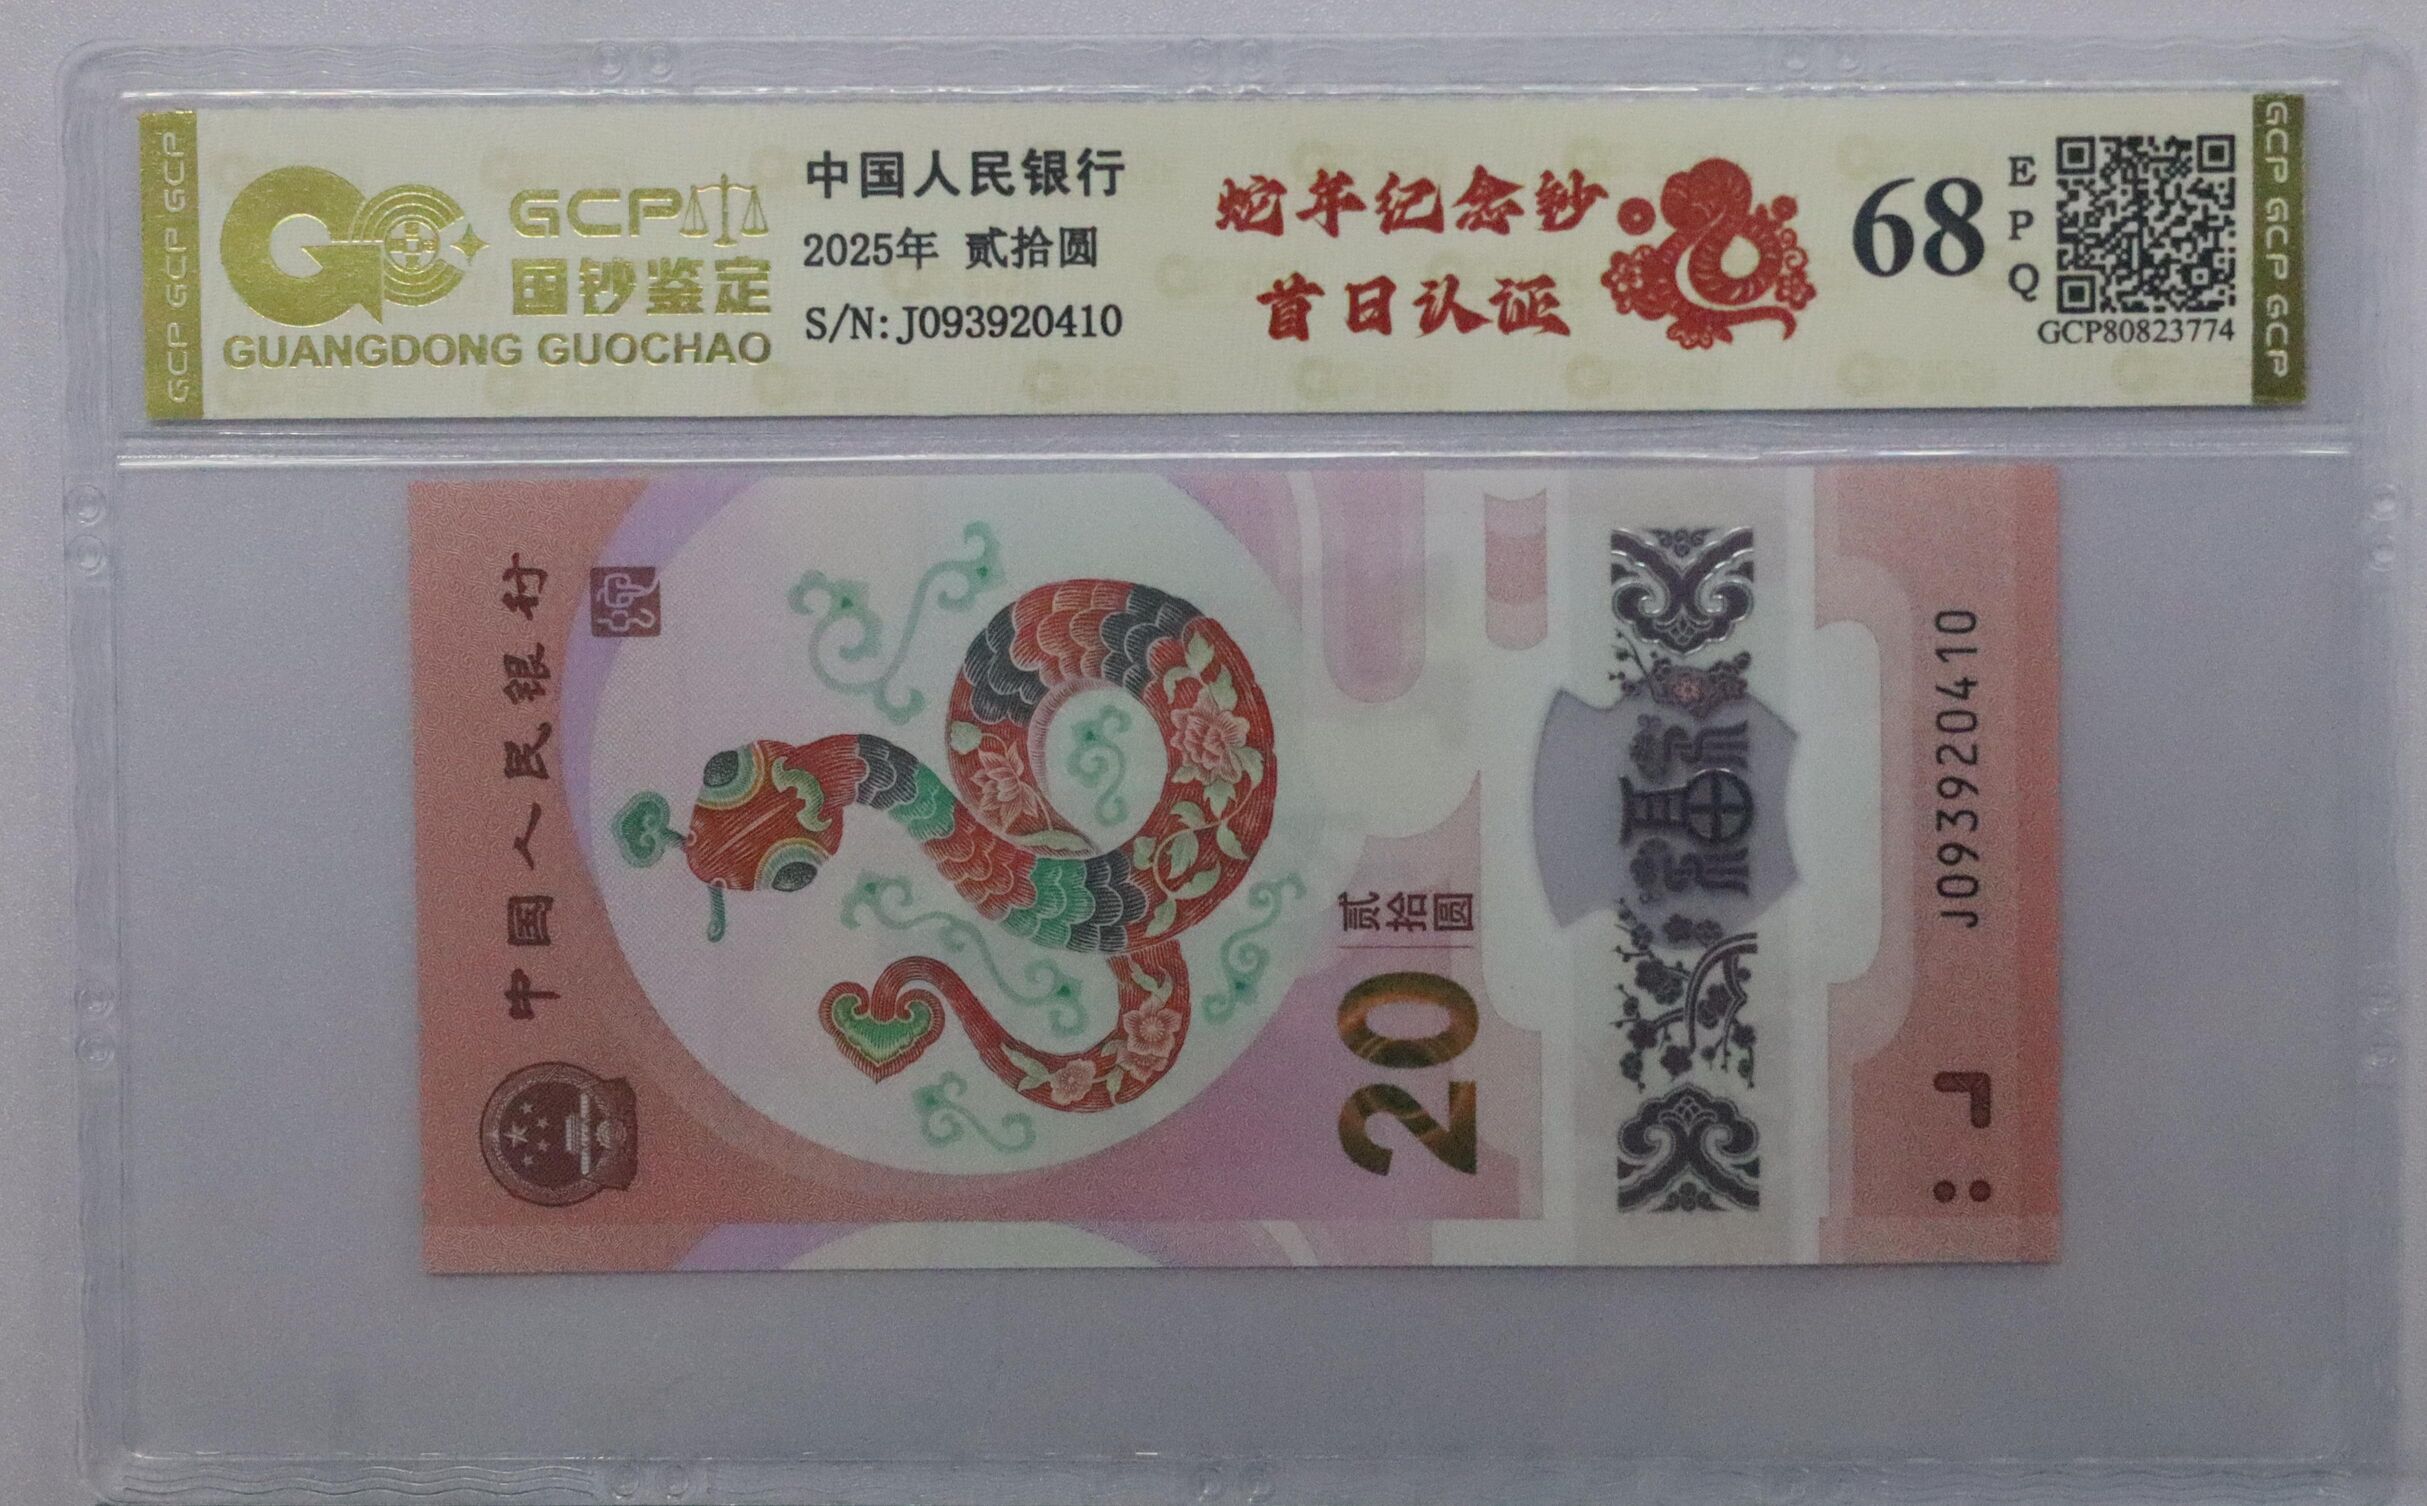 GCP GCP GCP
GCP
国钞鉴定
GUANGDONG GUOCHAO
中国人民银行
2025年 贰拾圆
S/N:J093920410
蛇年纪念钞
首日认证
68
EPQ
GCP80823774
GCP GCP GCP
中国人民银行
蛇
20
贰拾圆
福
J093920410